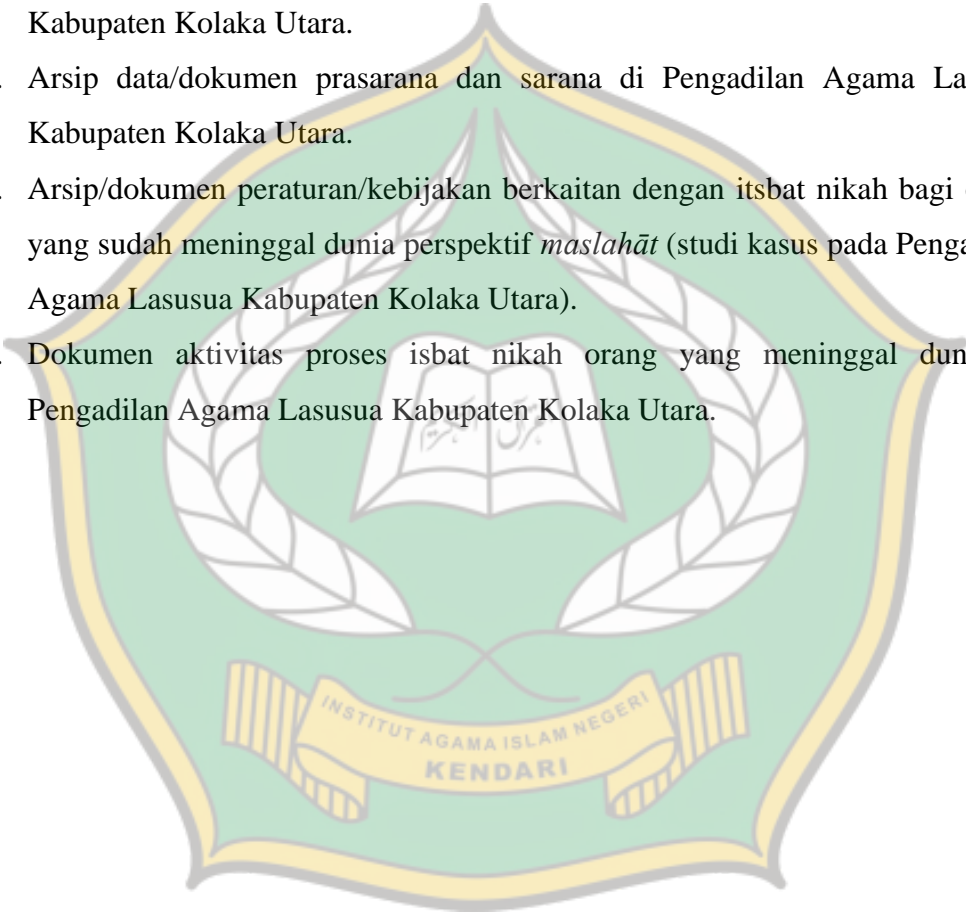 Kabupaten Kolaka Utara.
. Arsip data/dokumen prasarana dan sarana di Pengadilan Agama
Kabupaten Kolaka Utara.
. Arsip/dokumen peraturan/kebijakan berkaitan dengan itsbat nikah bagi
yang sudah meninggal dunia perspektif maslahāt (studi kasus pada
Agama Lasusua Kabupaten Kolaka Utara).
. Dokumen aktivitas proses isbat nikah orang yang meninggal
Pengadilan Agama Lasusua Kabupaten Kolaka Utara.
INSTITUT AGAMA ISLAM NEGERI
KENDARI